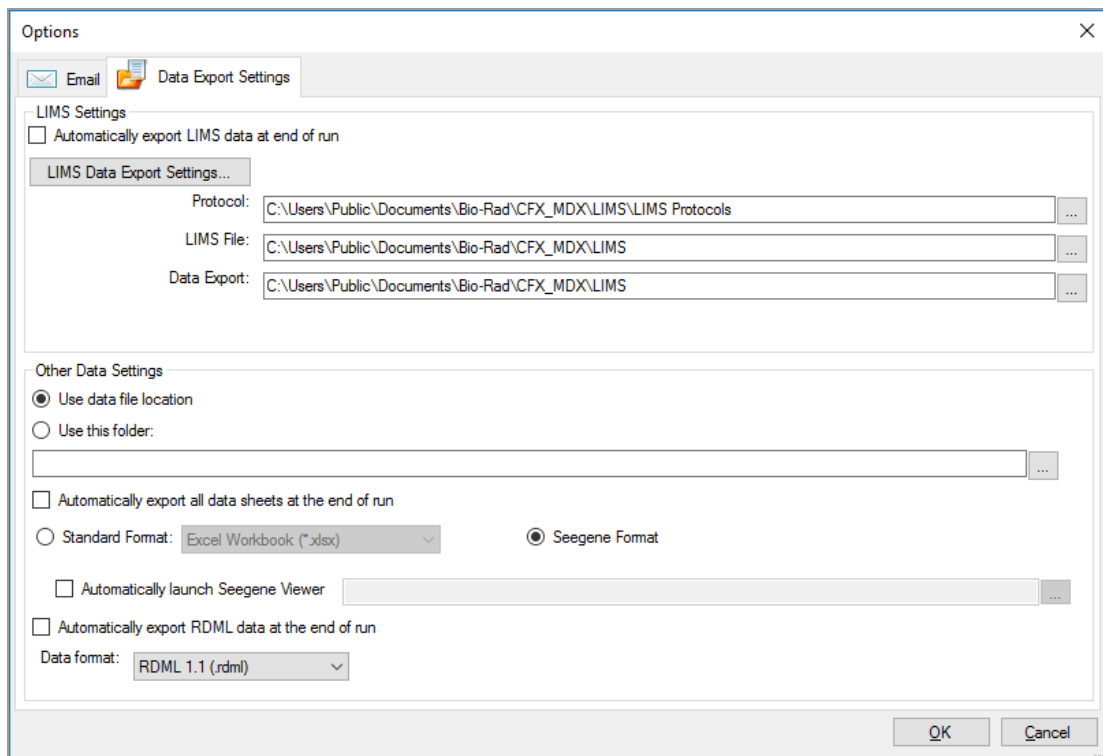 Options
Email
Data Export Settings
LIMS Settings
Automatically export LIMS data at end of run
LIMS Data Export Settings...
Protocol: C:\Users\Public\Documents\Bio-Rad\CFX_MDX\LIMS\LIMS Protocols ...
LIMS File: C:\Users\Public\Documents\Bio-Rad\CFX_MDX\LIMS ...
Data Export: C:\Users\Public\Documents\Bio-Rad\CFX_MDX\LIMS ...
Other Data Settings
Use data file location
Use this folder:
...
Automatically export all data sheets at the end of run
Standard Format: Excel Workbook (*.xlsx) Seegene Format
Automatically launch Seegene Viewer ...
Automatically export RDML data at the end of run
Data format: RDML 1.1 (.rdml)
OK Cancel